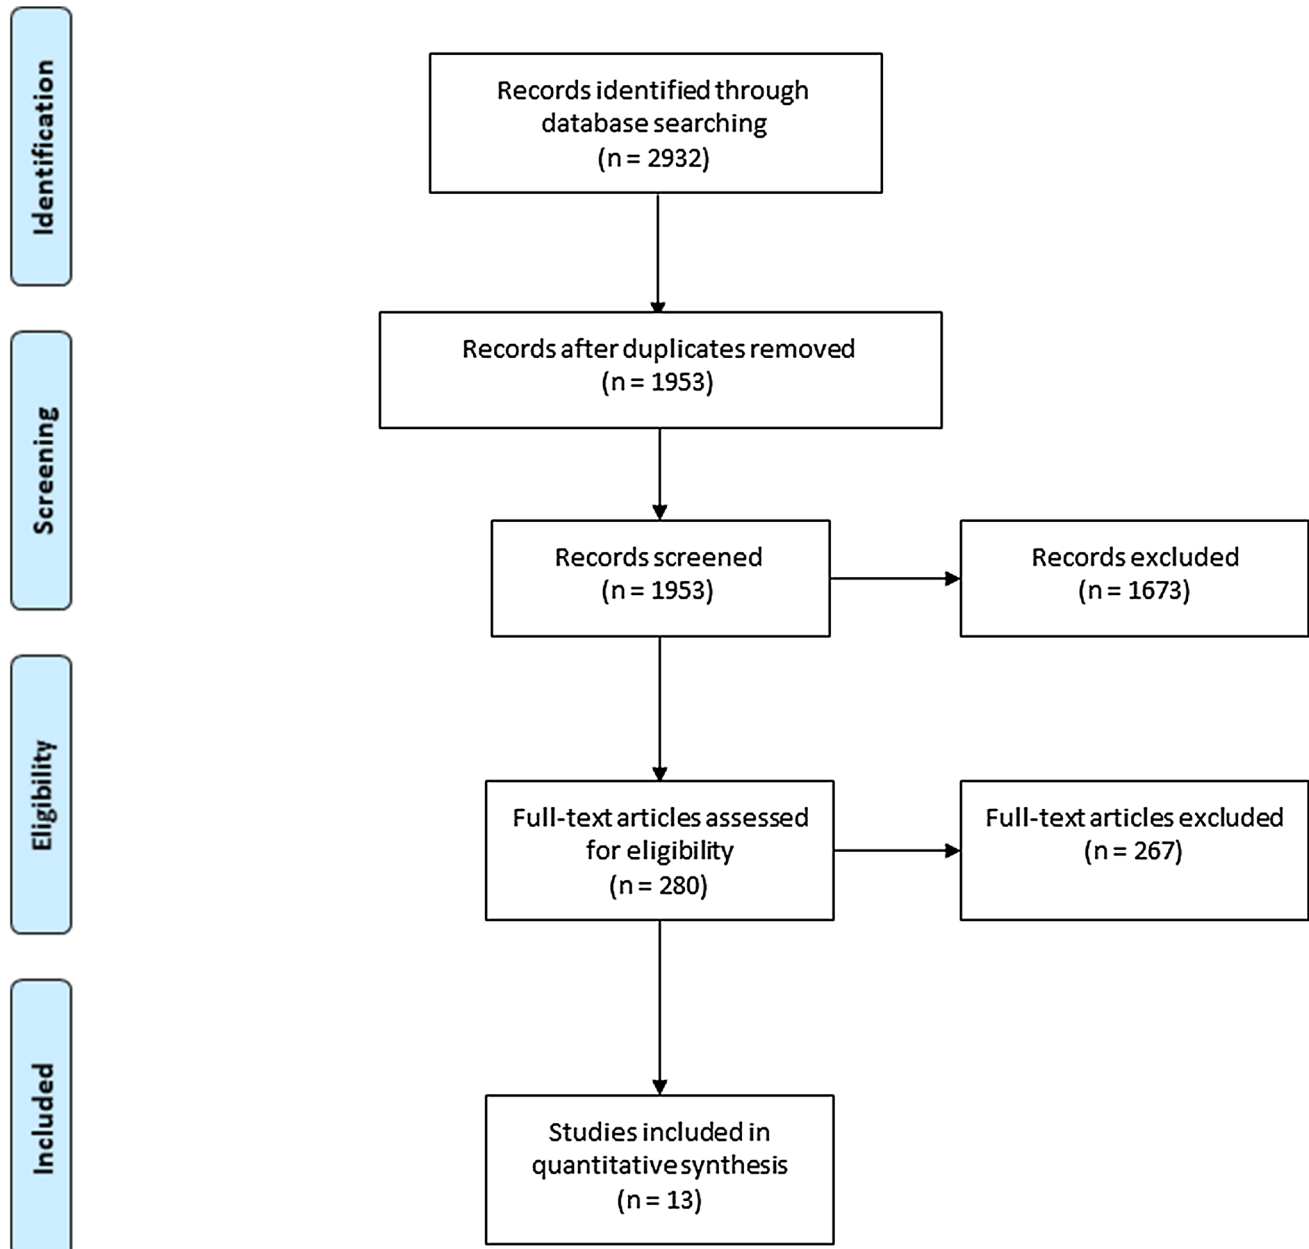 Identification
Records identified through
database searching
(n = 2932)
Records after duplicates removed
(n = 1953)
Screening
Records screened
(n = 1953)
Records excluded
(n = 1673)
Eligibility
Full-text articles assessed
for eligibility
(n = 280)
Full-text articles excluded
(n = 267)
Included
Studies included in
quantitative synthesis
(n = 13)